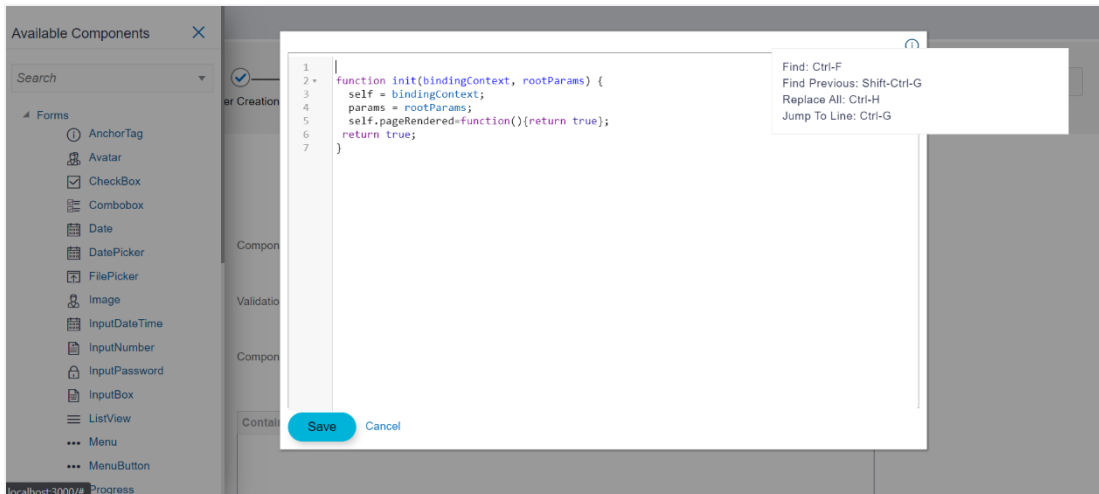 Available Components
Search
Forms
AnchorTag
Avatar
CheckBox
Combobox
Date
DatePicker
FilePicker
Image
InputDateTime
InputNumber
InputPassword
InputBox
ListView
Menu
MenuButton
Progress
localhost:3000/#
er Creation
Compon
Validatio
Compon
Contai
1
2 function init(bindingContext, rootParams) {
3 self = bindingContext;
4 params = rootParams;
5 self.pageRendered=function(){return true};
6 return true;
7 }
Find: Ctrl-F
Find Previous: Shift-Ctrl-G
Replace All: Ctrl-H
Jump To Line: Ctrl-G
Save Cancel